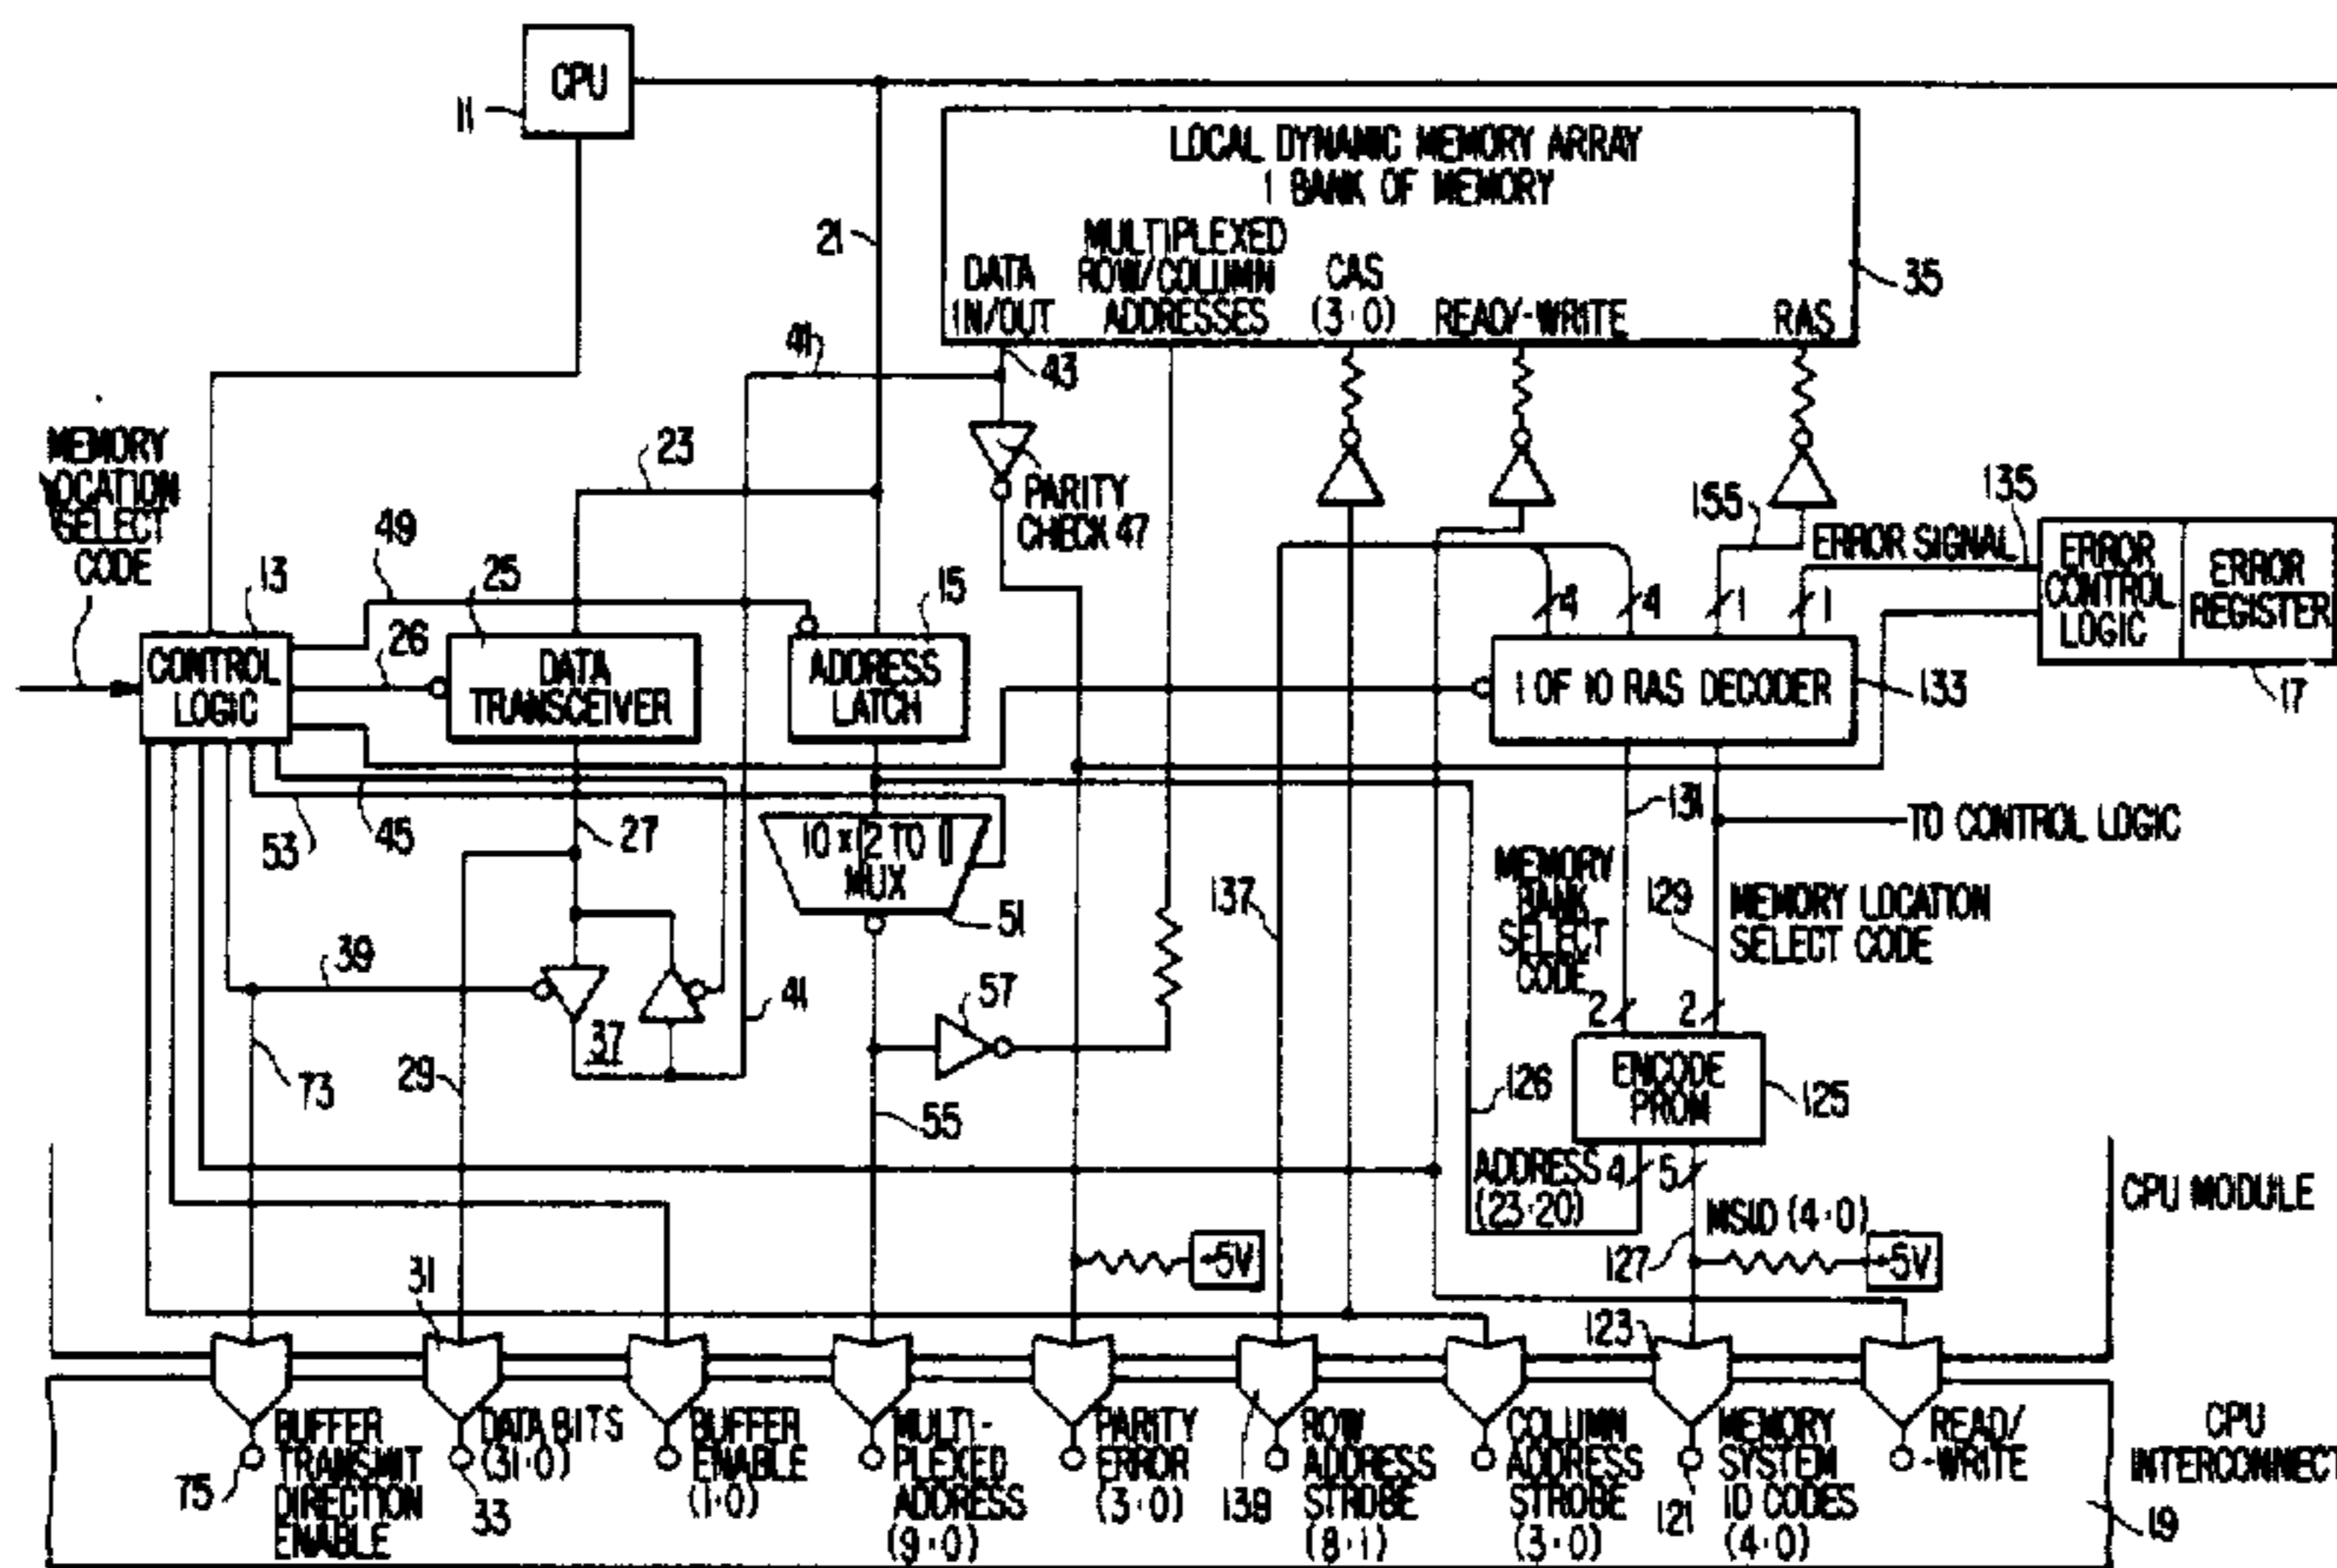 CPU
11
LOCAL DYNAMIC MEMORY ARRAY
1 BANK OF MEMORY
21
DATA
IN/OUT
MULTIPLEXED
ROW/COLUMN
ADDRESSES
CAS
(3:0)
READ/-WRITE
RAS
35
41
43
MEMORY
LOCATION
SELECT
CODE
23
PARITY
CHECK 47
155
ERROR SIGNAL
135
ERROR
CONTROL
LOGIC
ERROR
REGISTER
17
13
49
25
15
4
4
1
1
CONTROL
LOGIC
26
DATA
TRANSCEIVER
ADDRESS
LATCH
1 OF 10 RAS DECODER
133
53
45
27
10 x (2 TO 1)
MUX
51
131
TO CONTROL LOGIC
MEMORY
BANK
SELECT
CODE
137
129
MEMORY LOCATION
SELECT CODE
39
37
41
57
2
2
ENCODE
PROM
125
73
29
55
126
ADDRESS
(23:20)
4
5
MSID (4:0)
127
CPU MODULE
+5V
+5V
31
123
BUFFER
TRANSMIT
DIRECTION
ENABLE
75
DATA BITS
(31:0)
33
BUFFER
ENABLE
(1:0)
MULTI-
PLEXED
ADDRESS
(9:0)
PARITY
ERROR
(3:0)
139
ROW
ADDRESS
STROBE
(8:1)
COLUMN
ADDRESS
STROBE
(3:0)
121
MEMORY
SYSTEM
ID CODES
(4:0)
READ/
-WRITE
CPU
INTERCONNECT
19